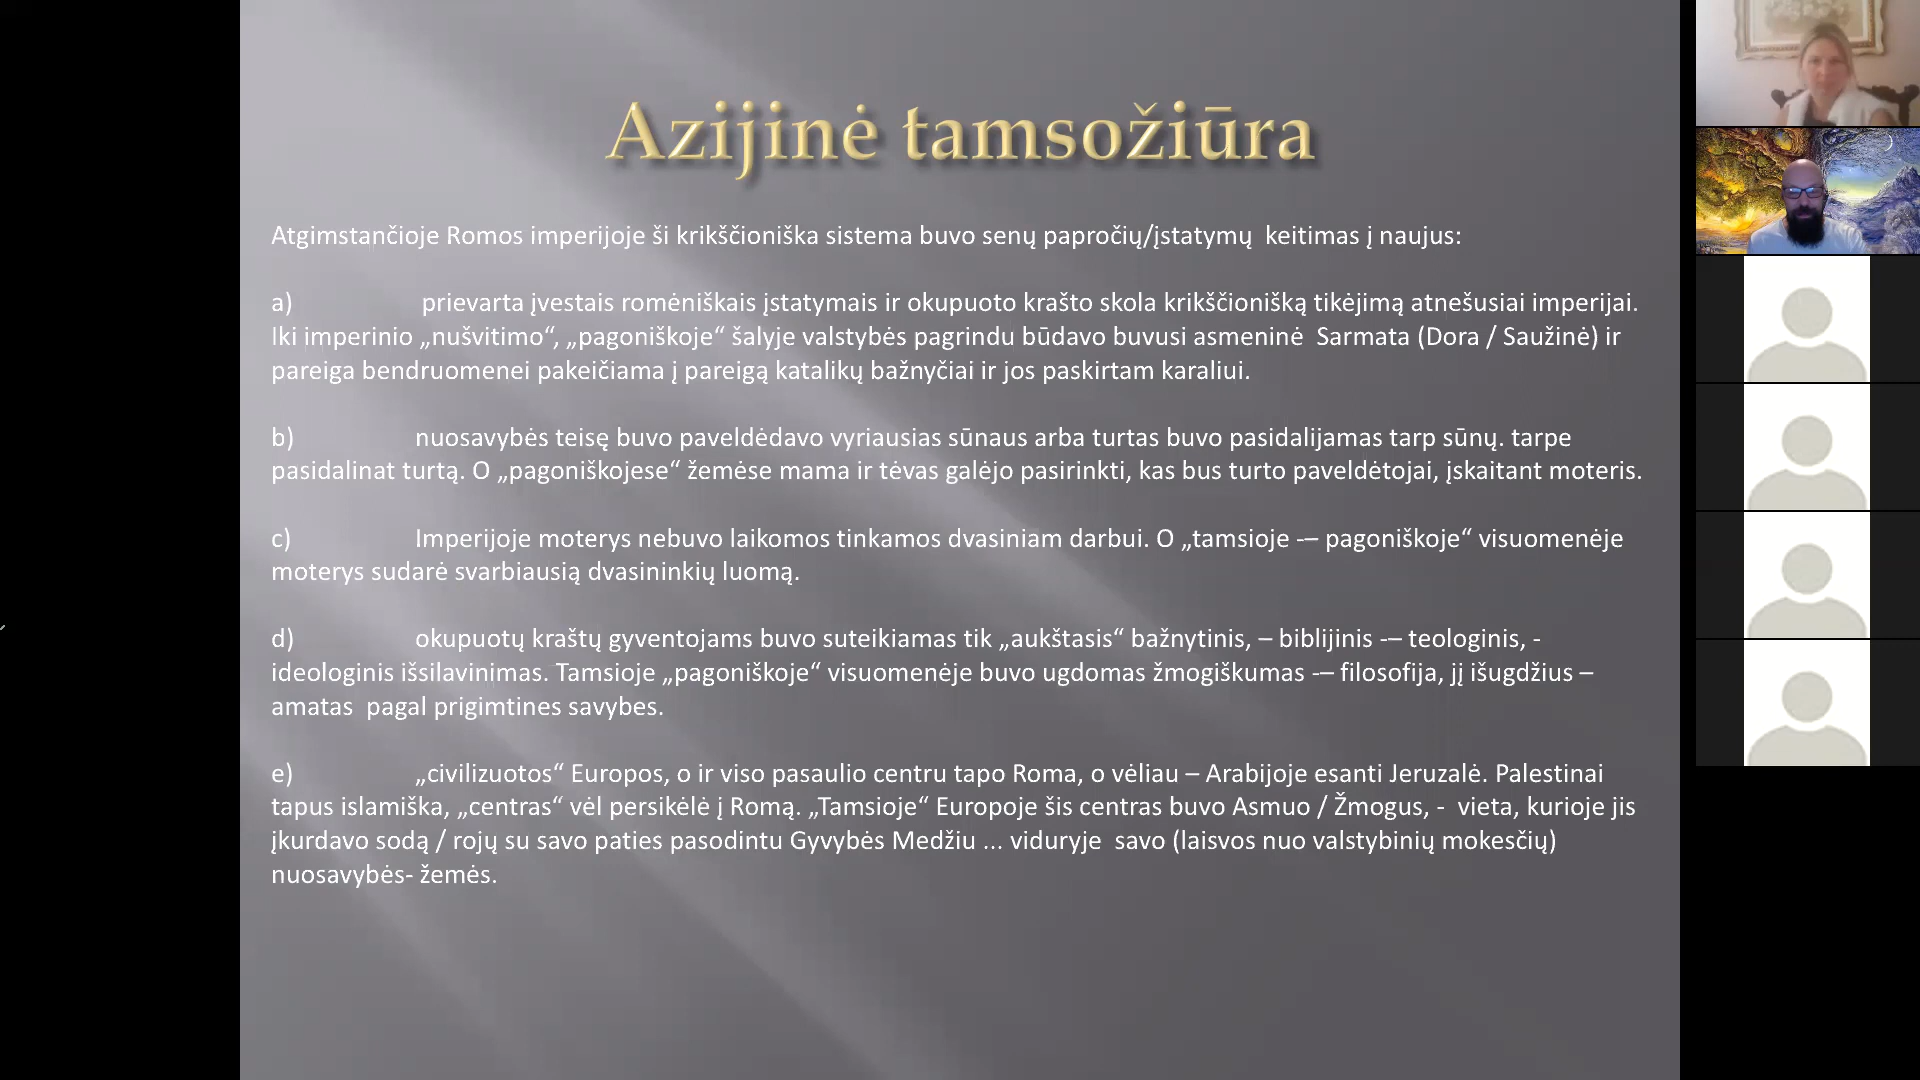 Azijinė tamsožiūra
Atgimstančioje Romos imperijoje ši krikščioniška sistema buvo senų papročių/įstatymų  keitimas į naujus:
a) prievarta įvestais romėniškais įstatymais ir okupuoto krašto skola krikščionišką tikėjimą atnešusiai imperijai.
Iki imperinio „nušvitimo“, „pagoniškoje“ šalyje valstybės pagrindu būdavo buvusi asmeninė  Sarmata (Dora / Saužinė) ir
pareiga bendruomenei pakeičiama į pareigą katalikų bažnyčiai ir jos paskirtam karaliui.
b) nuosavybės teisę buvo paveldėdavo vyriausias sūnaus arba turtas buvo pasidalijamas tarp sūnų. tarpe
pasidalinat turtą. O „pagoniškojese“ žemėse mama ir tėvas galėjo pasirinkti, kas bus turto paveldėtojai, įskaitant moteris.
c) Imperijoje moterys nebuvo laikomos tinkamos dvasiniam darbui. O „tamsioje -– pagoniškoje“ visuomenėje
moterys sudarė svarbiausią dvasininkių luomą.
d) okupuotų kraštų gyventojams buvo suteikiamas tik „aukštasis“ bažnytinis, – biblijinis -– teologinis, -
ideologinis išsilavinimas. Tamsioje „pagoniškoje“ visuomenėje buvo ugdomas žmogiškumas -– filosofija, jį išugdžius –
amatas  pagal prigimtines savybes.
e) „civilizuotos“ Europos, o ir viso pasaulio centru tapo Roma, o vėliau – Arabijoje esanti Jeruzalė. Palestinai
tapus islamiška, „centras“ vėl persikėlė į Romą. „Tamsioje“ Europoje šis centras buvo Asmuo / Žmogus, -  vieta, kurioje jis
įkurdavo sodą / rojų su savo paties pasodintu Gyvybės Medžiu ... viduryje  savo (laisvos nuo valstybinių mokesčių)
nuosavybės- žemės.